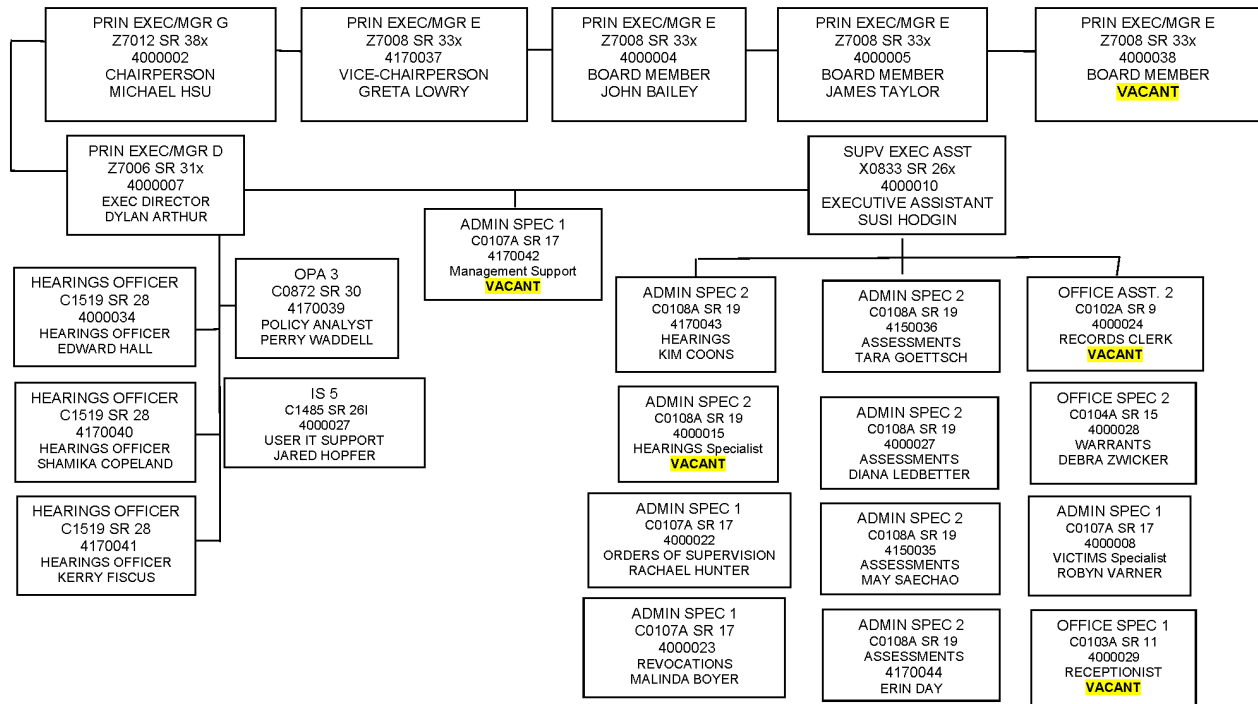 PRIN EXEC/MGR G
Z7012 SR 38x
4000002
CHAIRPERSON
MICHAEL HSU
PRIN EXEC/MGR E
Z7008 SR 33x
4170037
VICE-CHAIRPERSON
GRETA LOWRY
PRIN EXEC/MGR E
Z7008 SR 33x
4000004
BOARD MEMBER
JOHN BAILEY
PRIN EXEC/MGR E
Z7008 SR 33x
4000005
BOARD MEMBER
JAMES TAYLOR
PRIN EXEC/MGR E
Z7008 SR 33x
4000038
BOARD MEMBER
VACANT
PRIN EXEC/MGR D
Z7006 SR 31x
4000007
EXEC DIRECTOR
DYLAN ARTHUR
SUPV EXEC ASST
X0833 SR 26x
4000010
EXECUTIVE ASSISTANT
SUSI HODGIN
ADMIN SPEC 1
C0107A SR 17
4170042
Management Support
VACANT
HEARINGS OFFICER
C1519 SR 28
4000034
HEARINGS OFFICER
EDWARD HALL
OPA 3
C0872 SR 30
4170039
POLICY ANALYST
PERRY WADDELL
HEARINGS OFFICER
C1519 SR 28
4170040
HEARINGS OFFICER
SHAMIKA COPELAND
IS 5
C1485 SR 26I
4000027
USER IT SUPPORT
JARED HOPFER
HEARINGS OFFICER
C1519 SR 28
4170041
HEARINGS OFFICER
KERRY FISCUS
ADMIN SPEC 2
C0108A SR 19
4170043
HEARINGS
KIM COONS
ADMIN SPEC 2
C0108A SR 19
4150036
ASSESSMENTS
TARA GOETTSCH
OFFICE ASST. 2
C0102A SR 9
4000024
RECORDS CLERK
VACANT
ADMIN SPEC 2
C0108A SR 19
4000015
HEARINGS Specialist
VACANT
ADMIN SPEC 2
C0108A SR 19
4000027
ASSESSMENTS
DIANA LEDBETTER
OFFICE SPEC 2
C0104A SR 15
4000028
WARRANTS
DEBRA ZWICKER
ADMIN SPEC 1
C0107A SR 17
4000022
ORDERS OF SUPERVISION
RACHAEL HUNTER
ADMIN SPEC 2
C0108A SR 19
4150035
ASSESSMENTS
MAY SAECHAO
ADMIN SPEC 1
C0107A SR 17
4000008
VICTIMS Specialist
ROBYN VARNER
ADMIN SPEC 1
C0107A SR 17
4000023
REVOCATIONS
MALINDA BOYER
ADMIN SPEC 2
C0108A SR 19
ASSESSMENTS
4170044
ERIN DAY
OFFICE SPEC 1
C0103A SR 11
4000029
RECEPTIONIST
VACANT